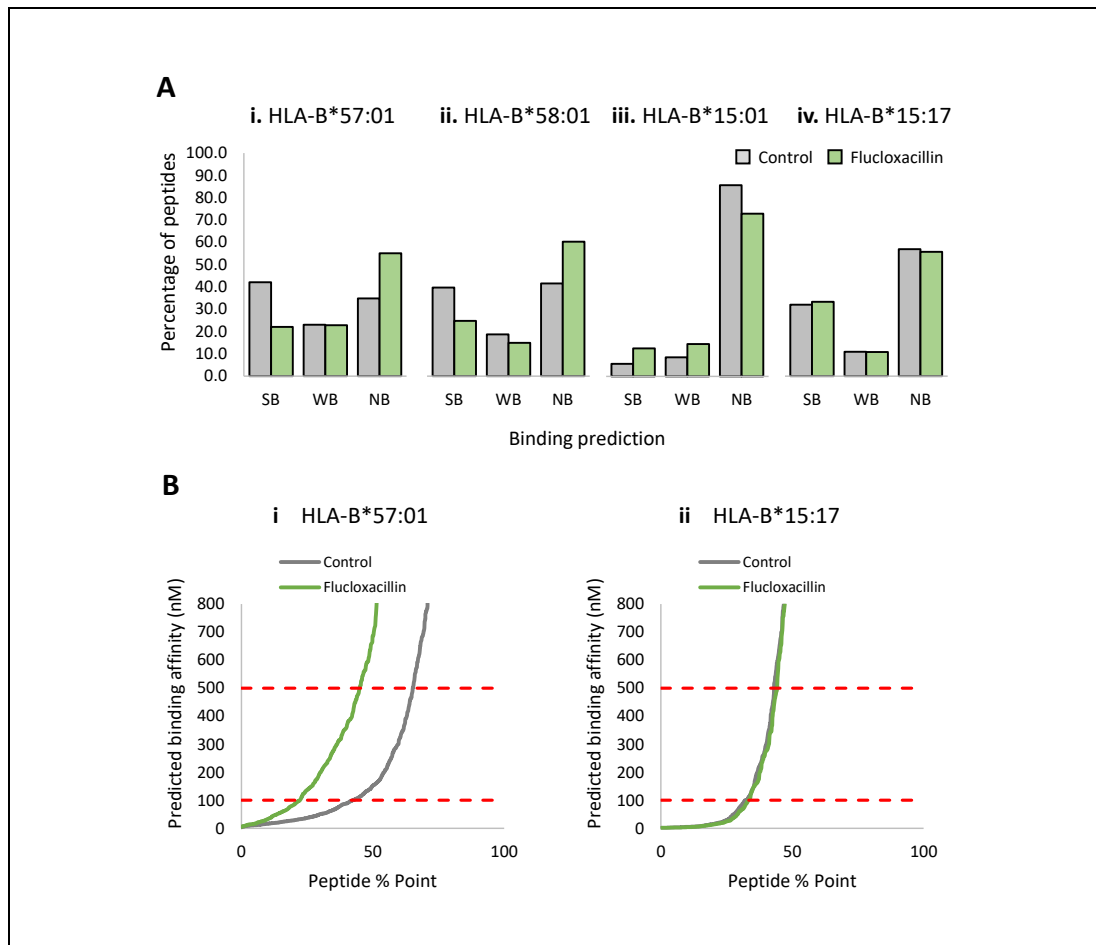 A
i. HLA-B*57:01 ii. HLA-B*58:01 iii. HLA-B*15:01 iv. HLA-B*15:17
Control Flucloxacillin
Percentage of peptides
100.0
90.0
80.0
70.0
60.0
50.0
40.0
30.0
20.0
10.0
0.0
SB WB NB SB WB NB SB WB NB SB WB NB
Binding prediction
B
i HLA-B*57:01
Control
Flucloxacillin
Predicted binding affinity (nM)
800
700
600
500
400
300
200
100
0
0 50 100
Peptide % Point
ii HLA-B*15:17
Control
Flucloxacillin
Predicted binding affinity (nM)
800
700
600
500
400
300
200
100
0
0 50 100
Peptide % Point